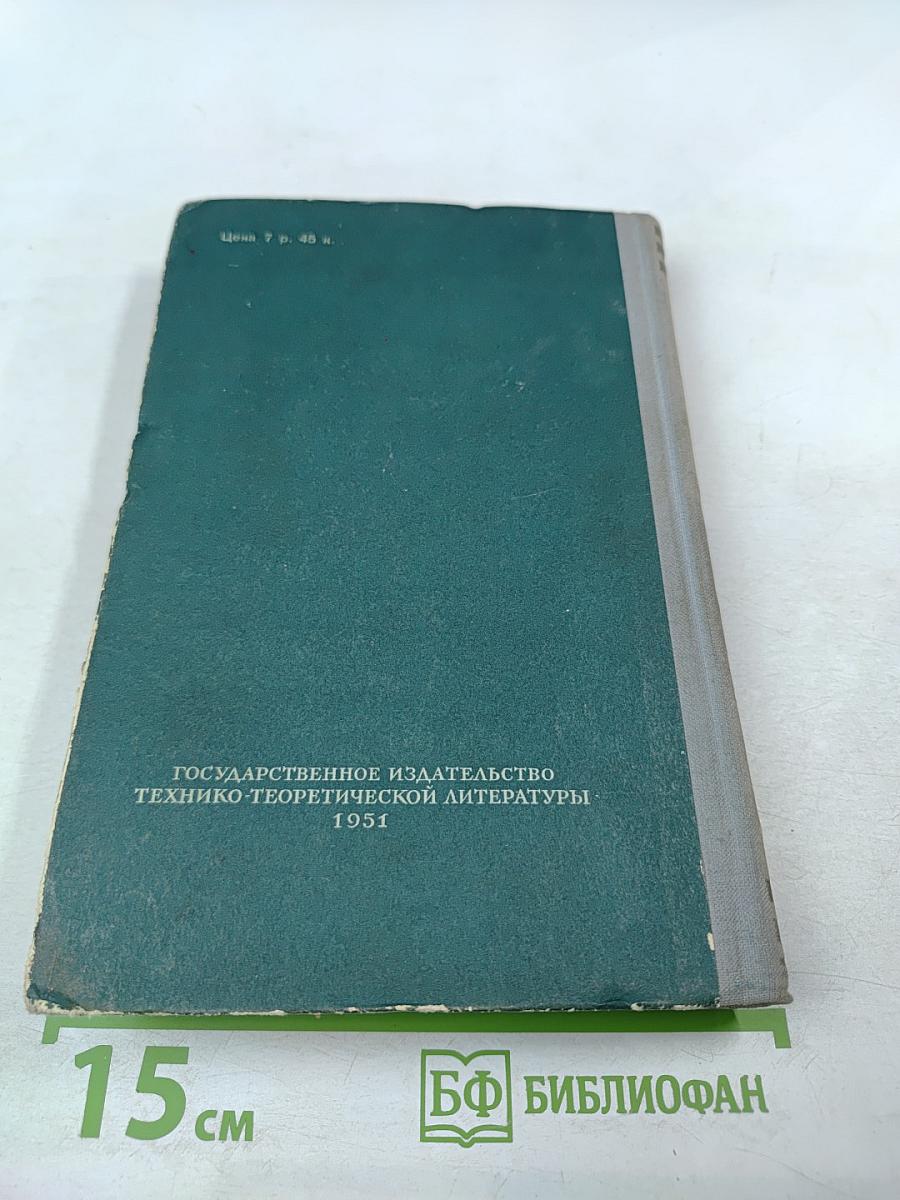 Цена 7 р. 45 к.
ГОСУДАРСТВЕННОЕ ИЗДАТЕЛЬСТВО
ТЕХНИКО-ТЕОРЕТИЧЕСКОЙ ЛИТЕРАТУРЫ
1951
15 см
БФ БИБЛИОФАН